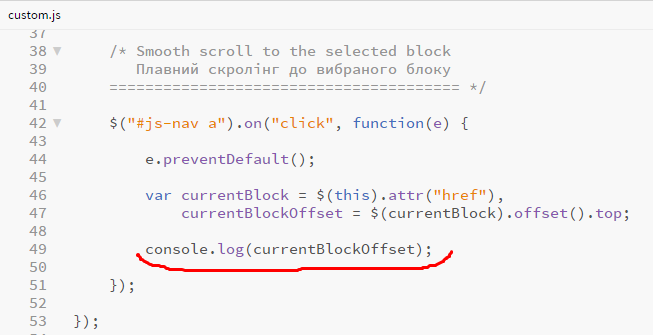 custom.js
37
38 /* Smooth scroll to the selected block
39 Плавний скролінг до вибраного блоку
40 ======================================= */
41
42 $("#js-nav a").on("click", function(e) {
43
44 e.preventDefault();
45
46 var currentBlock = $(this).attr("href"),
47 currentBlockOffset = $(currentBlock).offset().top;
48
49 console.log(currentBlockOffset);
50
51 });
52
53 });